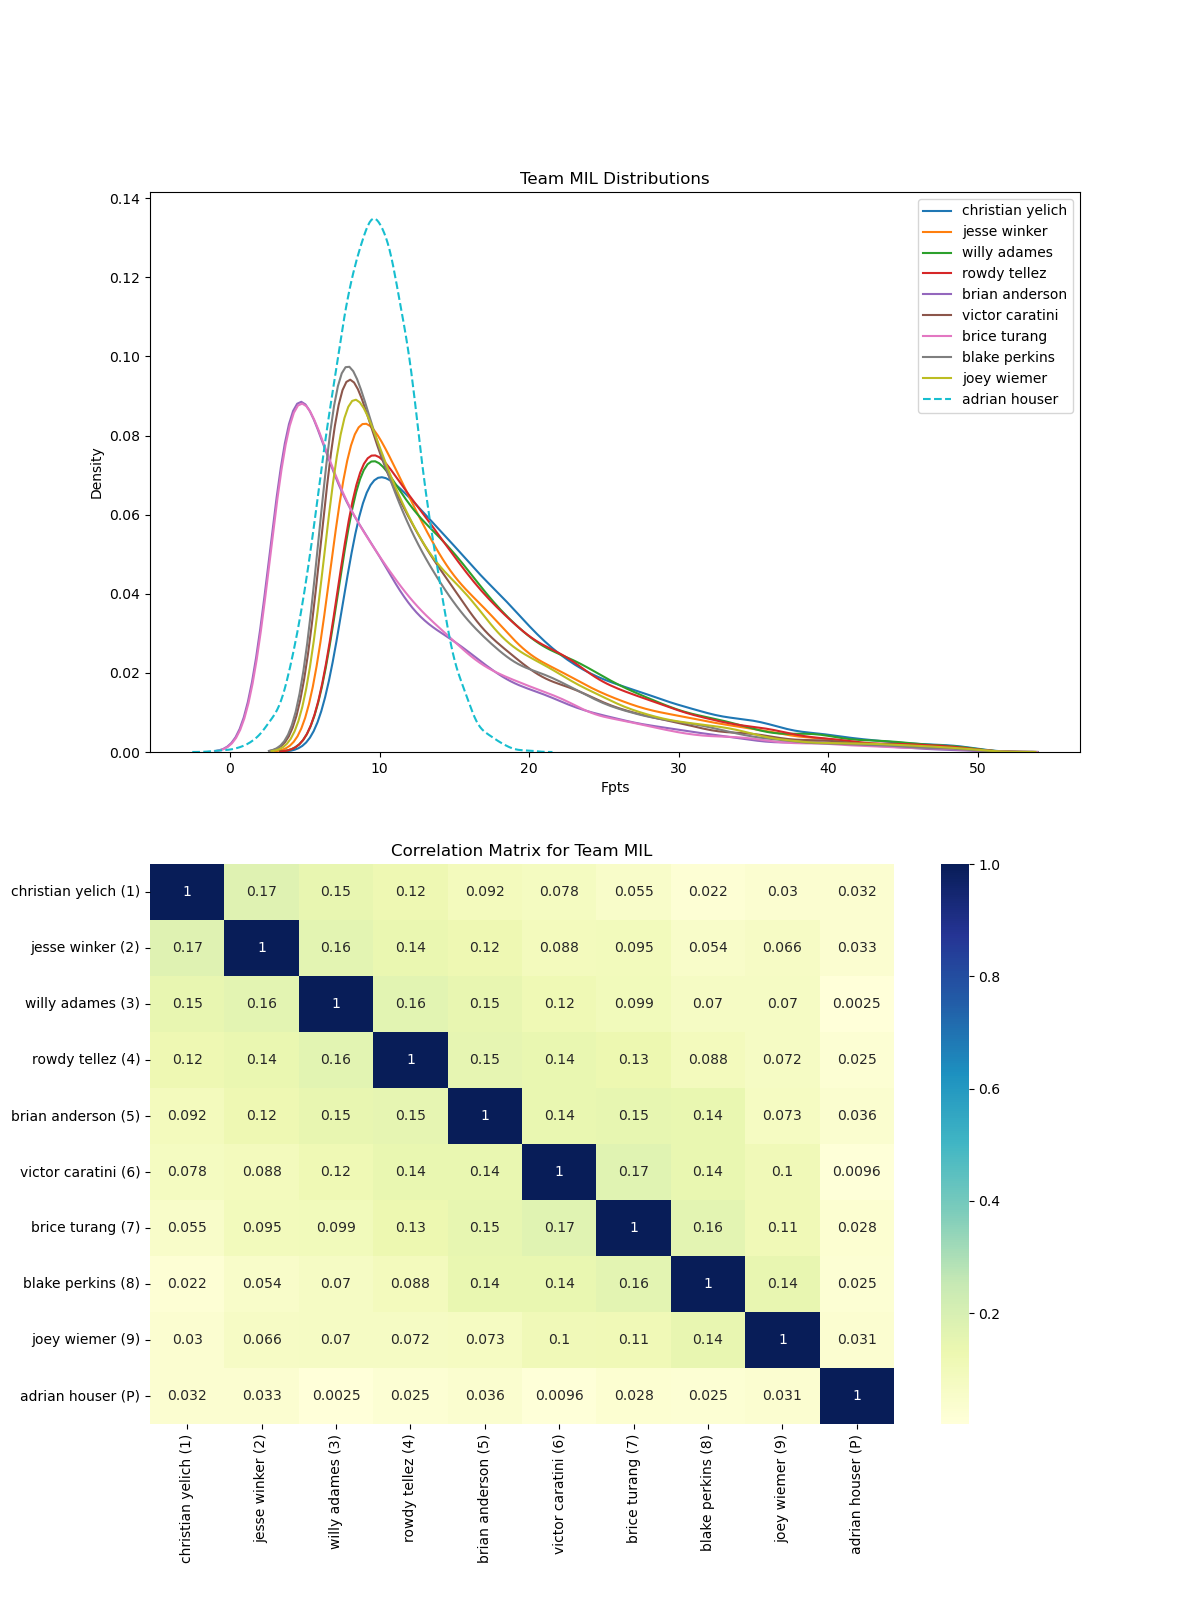 Team MIL Distributions
0.14
0.12
0.10
0.08
0.06
0.04
0.02
0.00
Density
christian yelich
jesse winker
willy adames
rowdy tellez
brian anderson
victor caratini
brice turang
blake perkins
joey wiemer
adrian houser
0 10 20 30 40 50
Fpts
Correlation Matrix for Team MIL
christian yelich (1) 1 0.17 0.15 0.12 0.092 0.078 0.055 0.022 0.03 0.032
jesse winker (2) 0.17 1 0.16 0.14 0.12 0.088 0.095 0.054 0.066 0.033
willy adames (3) 0.15 0.16 1 0.16 0.15 0.12 0.099 0.07 0.07 0.0025
rowdy tellez (4) 0.12 0.14 0.16 1 0.15 0.14 0.13 0.088 0.072 0.025
brian anderson (5) 0.092 0.12 0.15 0.15 1 0.14 0.15 0.14 0.073 0.036
victor caratini (6) 0.078 0.088 0.12 0.14 0.14 1 0.17 0.14 0.1 0.0096
brice turang (7) 0.055 0.095 0.099 0.13 0.15 0.17 1 0.16 0.11 0.028
blake perkins (8) 0.022 0.054 0.07 0.088 0.14 0.14 0.16 1 0.14 0.025
joey wiemer (9) 0.03 0.066 0.07 0.072 0.073 0.1 0.11 0.14 1 0.031
adrian houser (P) 0.032 0.033 0.0025 0.025 0.036 0.0096 0.028 0.025 0.031 1
christian yelich (1)
jesse winker (2)
willy adames (3)
rowdy tellez (4)
brian anderson (5)
victor caratini (6)
brice turang (7)
blake perkins (8)
joey wiemer (9)
adrian houser (P)
1.0
0.8
0.6
0.4
0.2